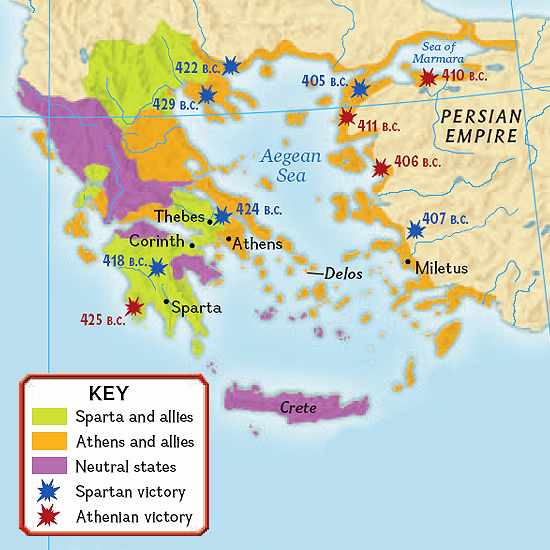 Sea of
Marmara
422 B.C.
405 B.C.
410 B.C.
429 B.C.
411 B.C.
PERSIAN
EMPIRE
Aegean
Sea
406 B.C.
Thebes
424 B.C.
407 B.C.
Corinth
Athens
418 B.C.
Delos
Miletus
425 B.C.
Sparta
Crete
KEY
Sparta and allies
Athens and allies
Neutral states
Spartan victory
Athenian victory